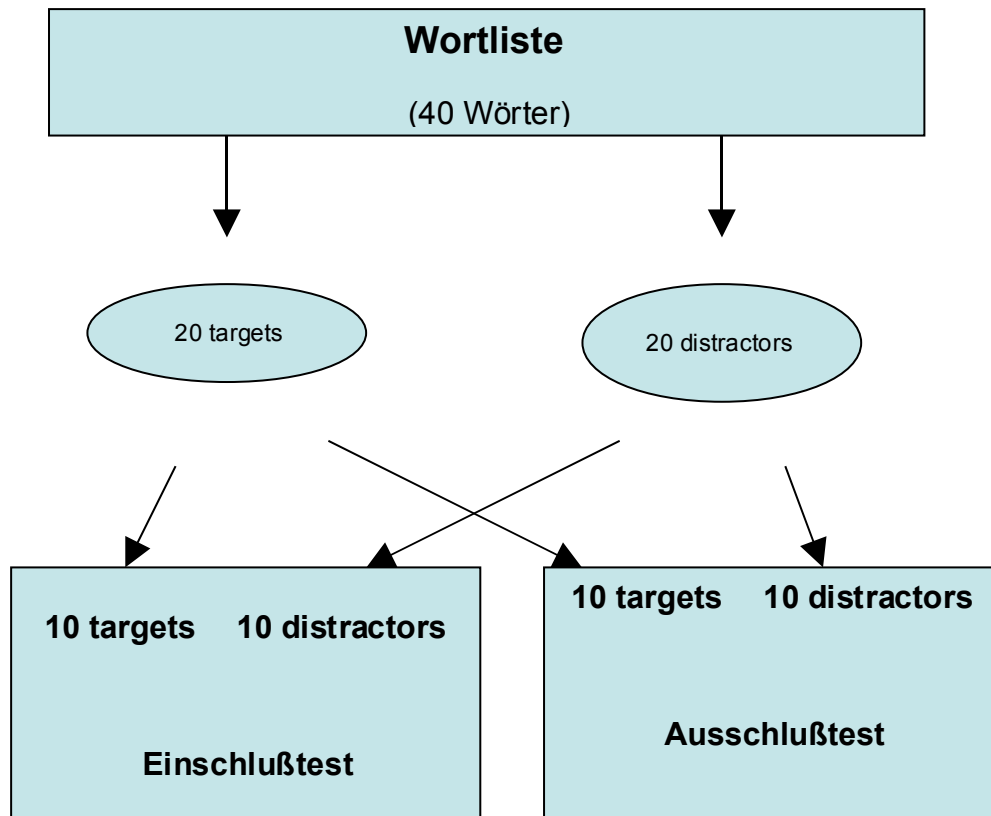 Wortliste
(40 Wörter)
20 targets
20 distractors
10 targets 10 distractors
Einschlußtest
10 targets 10 distractors
Ausschlußtest